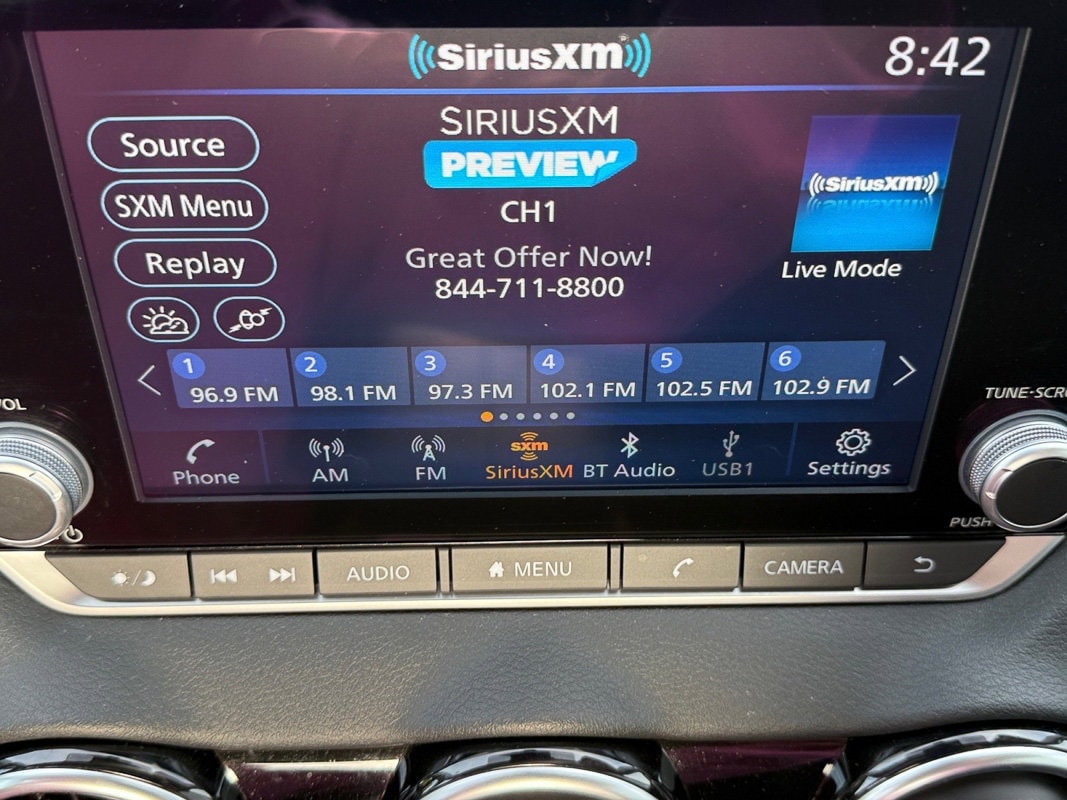 SiriusXM
8:42
Source
SXM Menu
Replay
SIRIUSXM
PREVIEW
CH1
Great Offer Now!
844-711-8800
SiriusXM
Live Mode
1
96.9 FM
2
98.1 FM
3
97.3 FM
4
102.1 FM
5
102.5 FM
6
102.9 FM
Phone
AM
FM
sxm
SiriusXM
BT Audio
USB1
Settings
OL
TUNE·SCR
PUSH
AUDIO
MENU
CAMERA